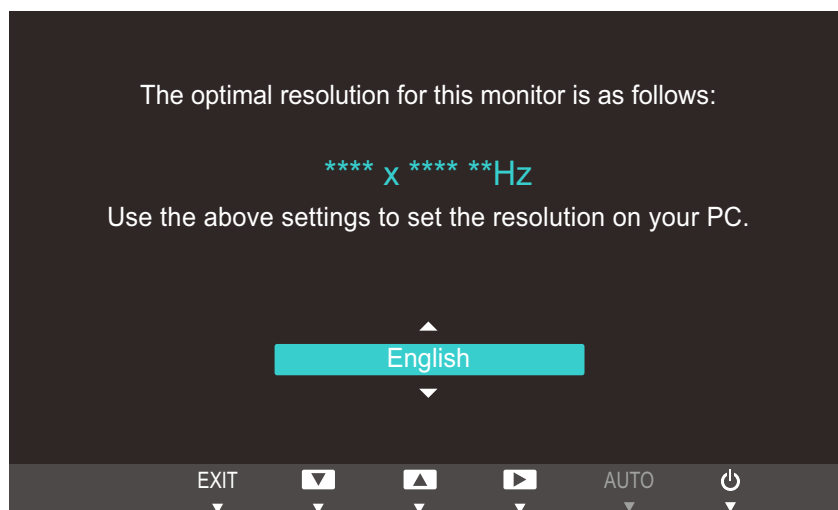 The optimal resolution for this monitor is as follows:
**** x **** **Hz
Use the above settings to set the resolution on your PC.
English
EXIT AUTO